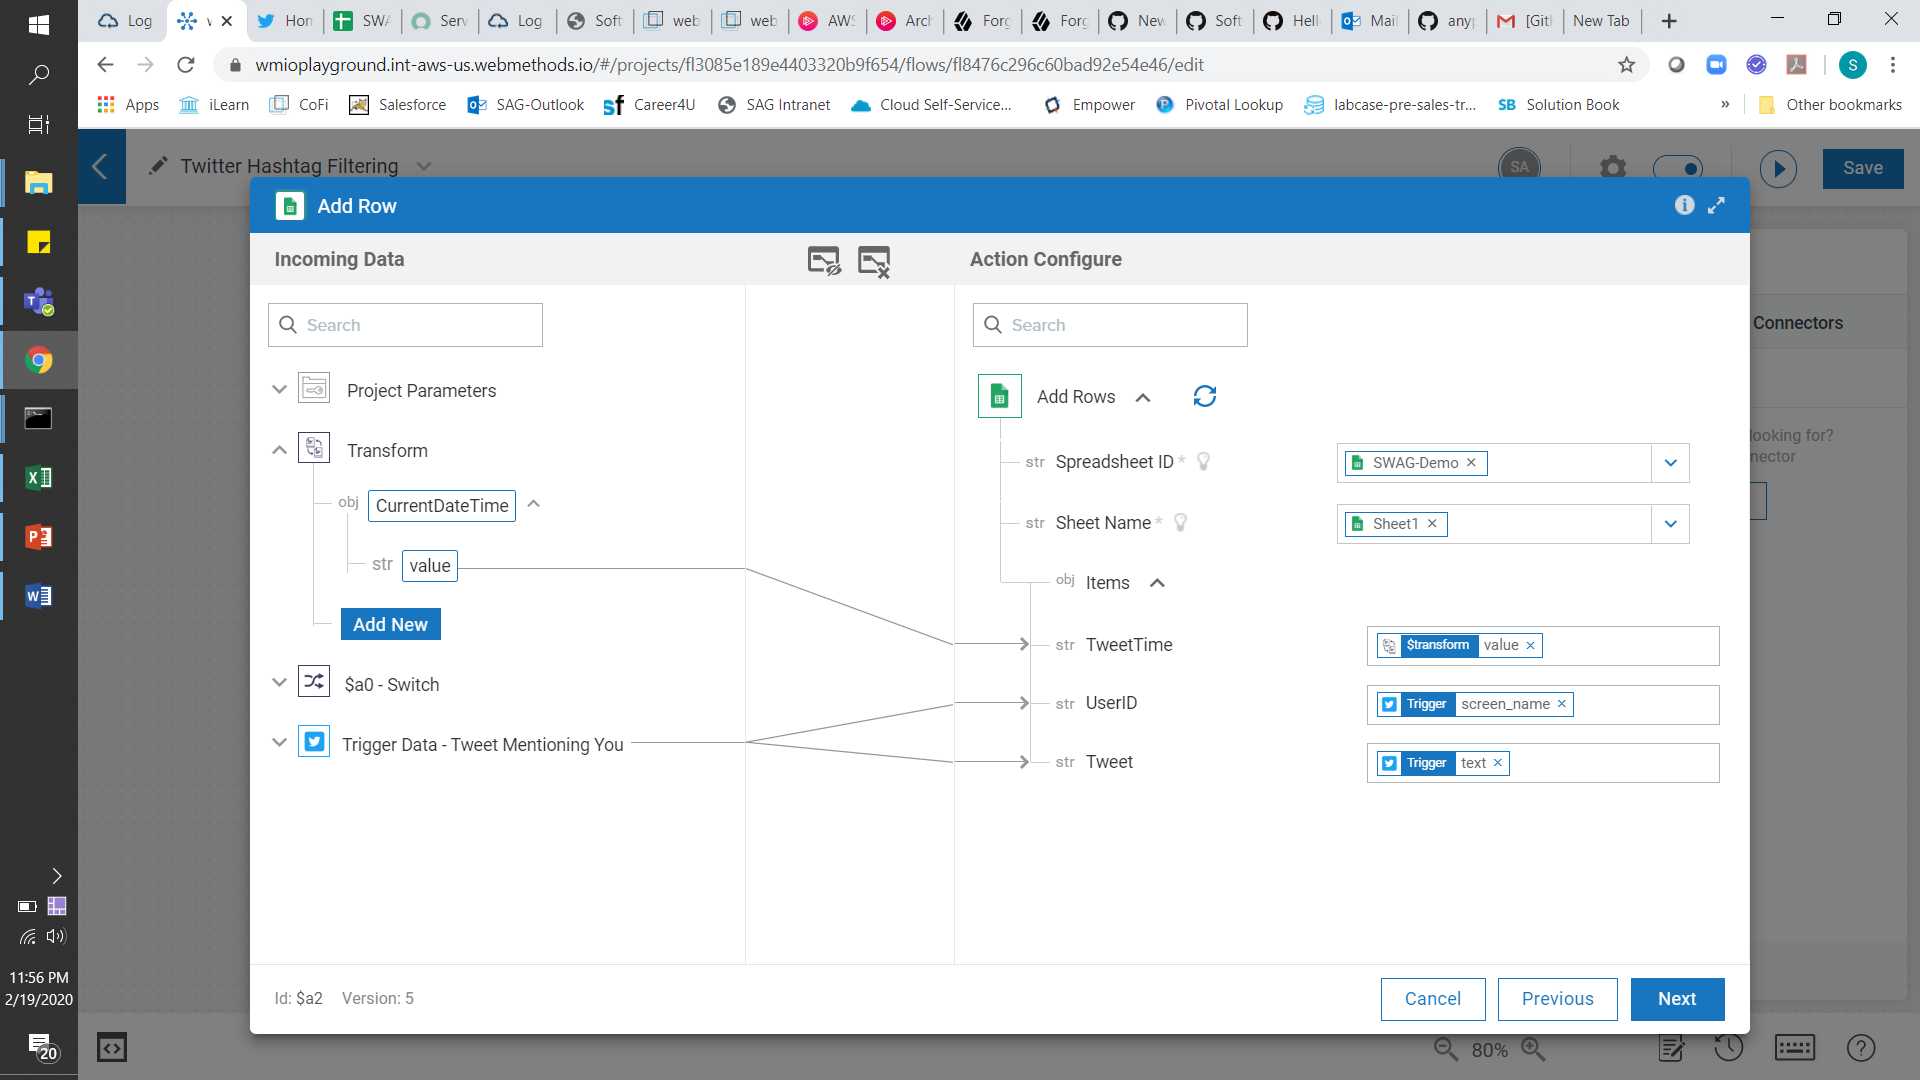 Log
Hom
SWA
Serv
Log
Soft
web
web
AWS
Arch
Forg
Forg
New
Soft
Hell
Mail
anyp
[Gitl
New Tab
wmioplayground.int-aws-us.webmethods.io/#/projects/fl3085e189e4403320b9f654/flows/fl8476c296c60bad92e54e46/edit
S
Apps
iLearn
CoFi
Salesforce
SAG-Outlook
Career4U
SAG Intranet
Cloud Self-Service...
Empower
Pivotal Lookup
labcase-pre-sales-tr...
SB Solution Book
»
Other bookmarks
Twitter Hashtag Filtering
SA
Save
Add Row
Incoming Data
Action Configure
Search
Search
Connectors
Project Parameters
Add Rows
looking for?
nnector
Transform
str Spreadsheet ID *
SWAG-Demo ×
obj CurrentDateTime
str Sheet Name *
Sheet1 ×
str value
obj Items
Add New
str TweetTime
$transform value ×
$a0 - Switch
str UserID
Trigger screen_name ×
Trigger Data - Tweet Mentioning You
str Tweet
Trigger text ×
11:56 PM
2/19/2020
20
Id: $a2 Version: 5
Cancel
Previous
Next
80%